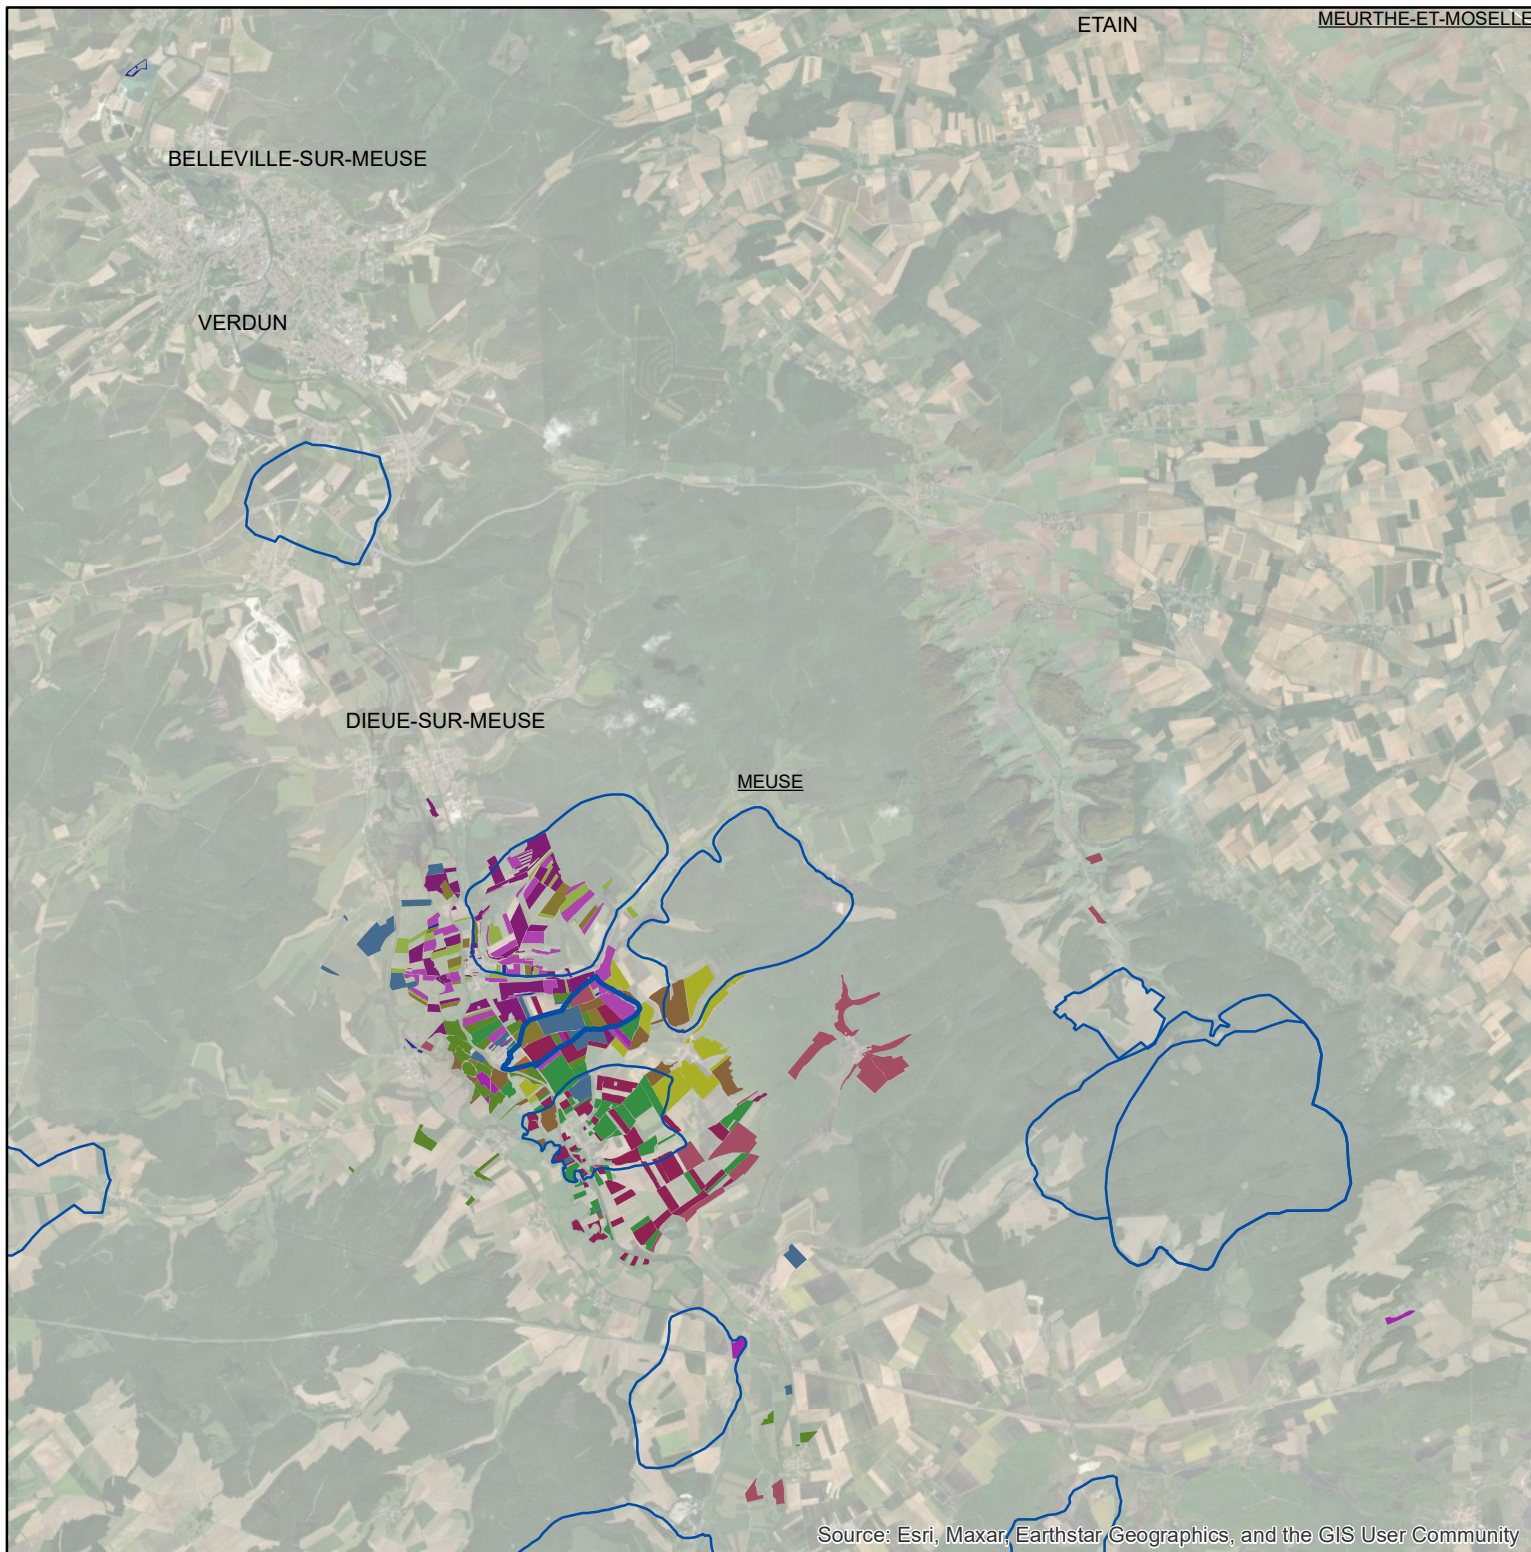 ETAIN
MEURTHE-ET-MOSELLE
BELLEVILLE-SUR-MEUSE
VERDUN
DIEUE-SUR-MEUSE
MEUSE
Source: Esri, Maxar, Earthstar Geographics, and the GIS User Community